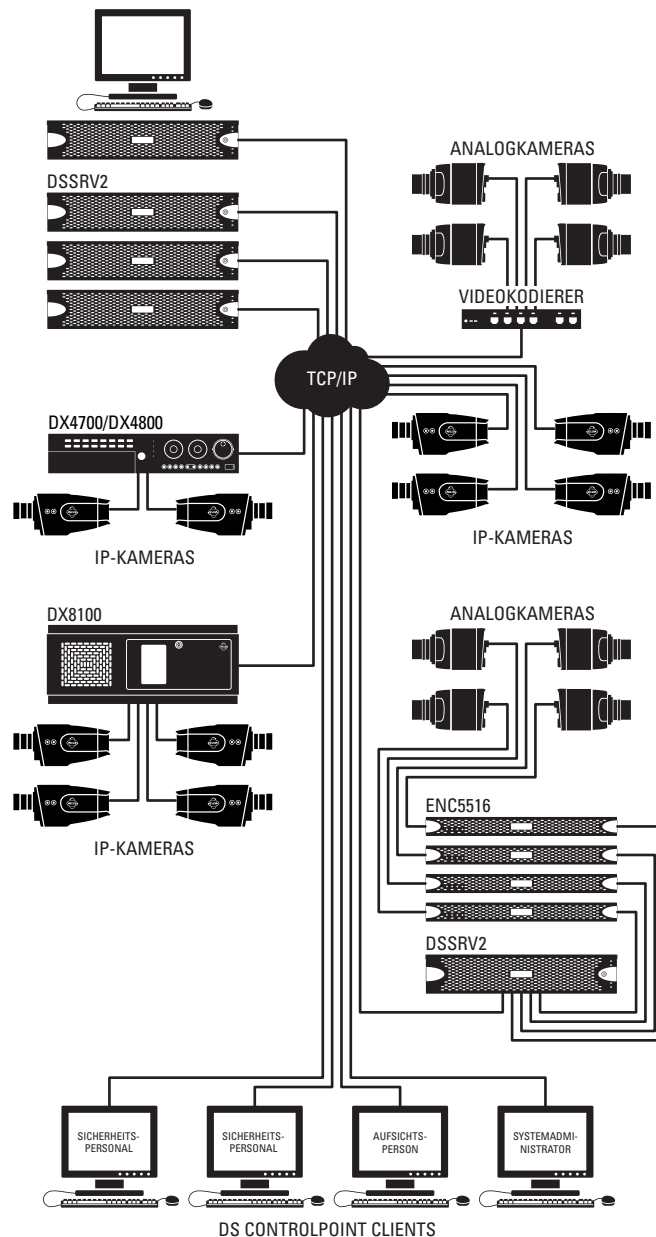 DSSRV2
ANALOGKAMERAS
VIDEOKODIERER
TCP/IP
DX4700/DX4800
IP-KAMERAS
IP-KAMERAS
DX8100
IP-KAMERAS
ANALOGKAMERAS
ENC5516
DSSRV2
SICHERHEITS-
PERSONAL
SICHERHEITS-
PERSONAL
AUFSICHTS-
PERSON
SYSTEMADMI-
NISTRATOR
DS CONTROLPOINT CLIENTS